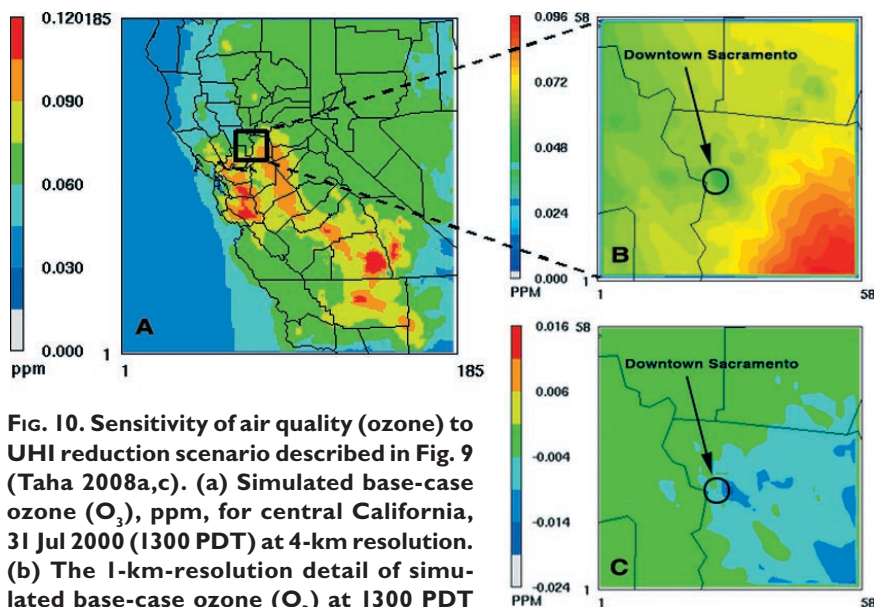 0.120
0.090
0.060
0.030
0.000
ppm
185
1
A
1
185
0.096
0.072
0.048
0.024
0.000
PPM
58
1
Downtown Sacramento
B
1
58
0.016
0.006
-0.004
-0.014
-0.024
PPM
58
1
Downtown Sacramento
C
1
58
FIG. 10. Sensitivity of air quality (ozone) to
UHI reduction scenario described in Fig. 9
(Taha 2008a,c). (a) Simulated base-case
ozone (O3), ppm, for central California,
31 Jul 2000 (1300 PDT) at 4-km resolution.
(b) The 1-km-resolution detail of simu-
lated base-case ozone (O3) at 1300 PDT